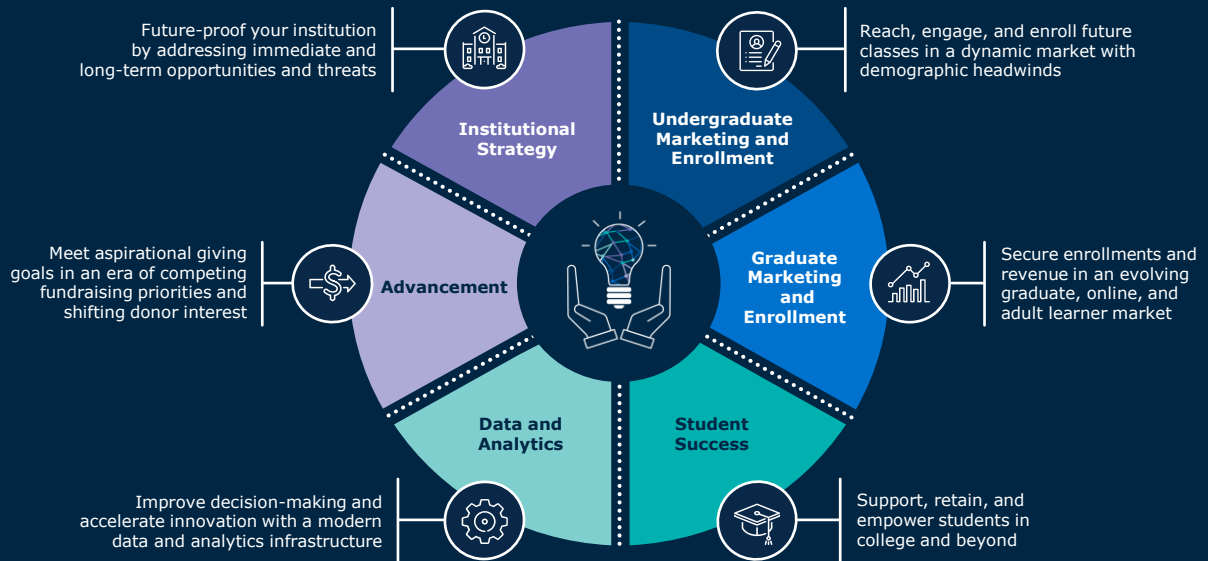 Future-proof your institution
by addressing immediate and
long-term opportunities and threats
Institutional
Strategy
Reach, engage, and enroll future
classes in a dynamic market with
demographic headwinds
Undergraduate
Marketing and
Enrollment
Meet aspirational giving
goals in an era of competing
fundraising priorities and
shifting donor interest
Advancement
Graduate
Marketing
and
Enrollment
Secure enrollments and
revenue in an evolving
graduate, online, and
adult learner market
Data and
Analytics
Improve decision-making and
accelerate innovation with a modern
data and analytics infrastructure
Student
Success
Support, retain, and
empower students in
college and beyond